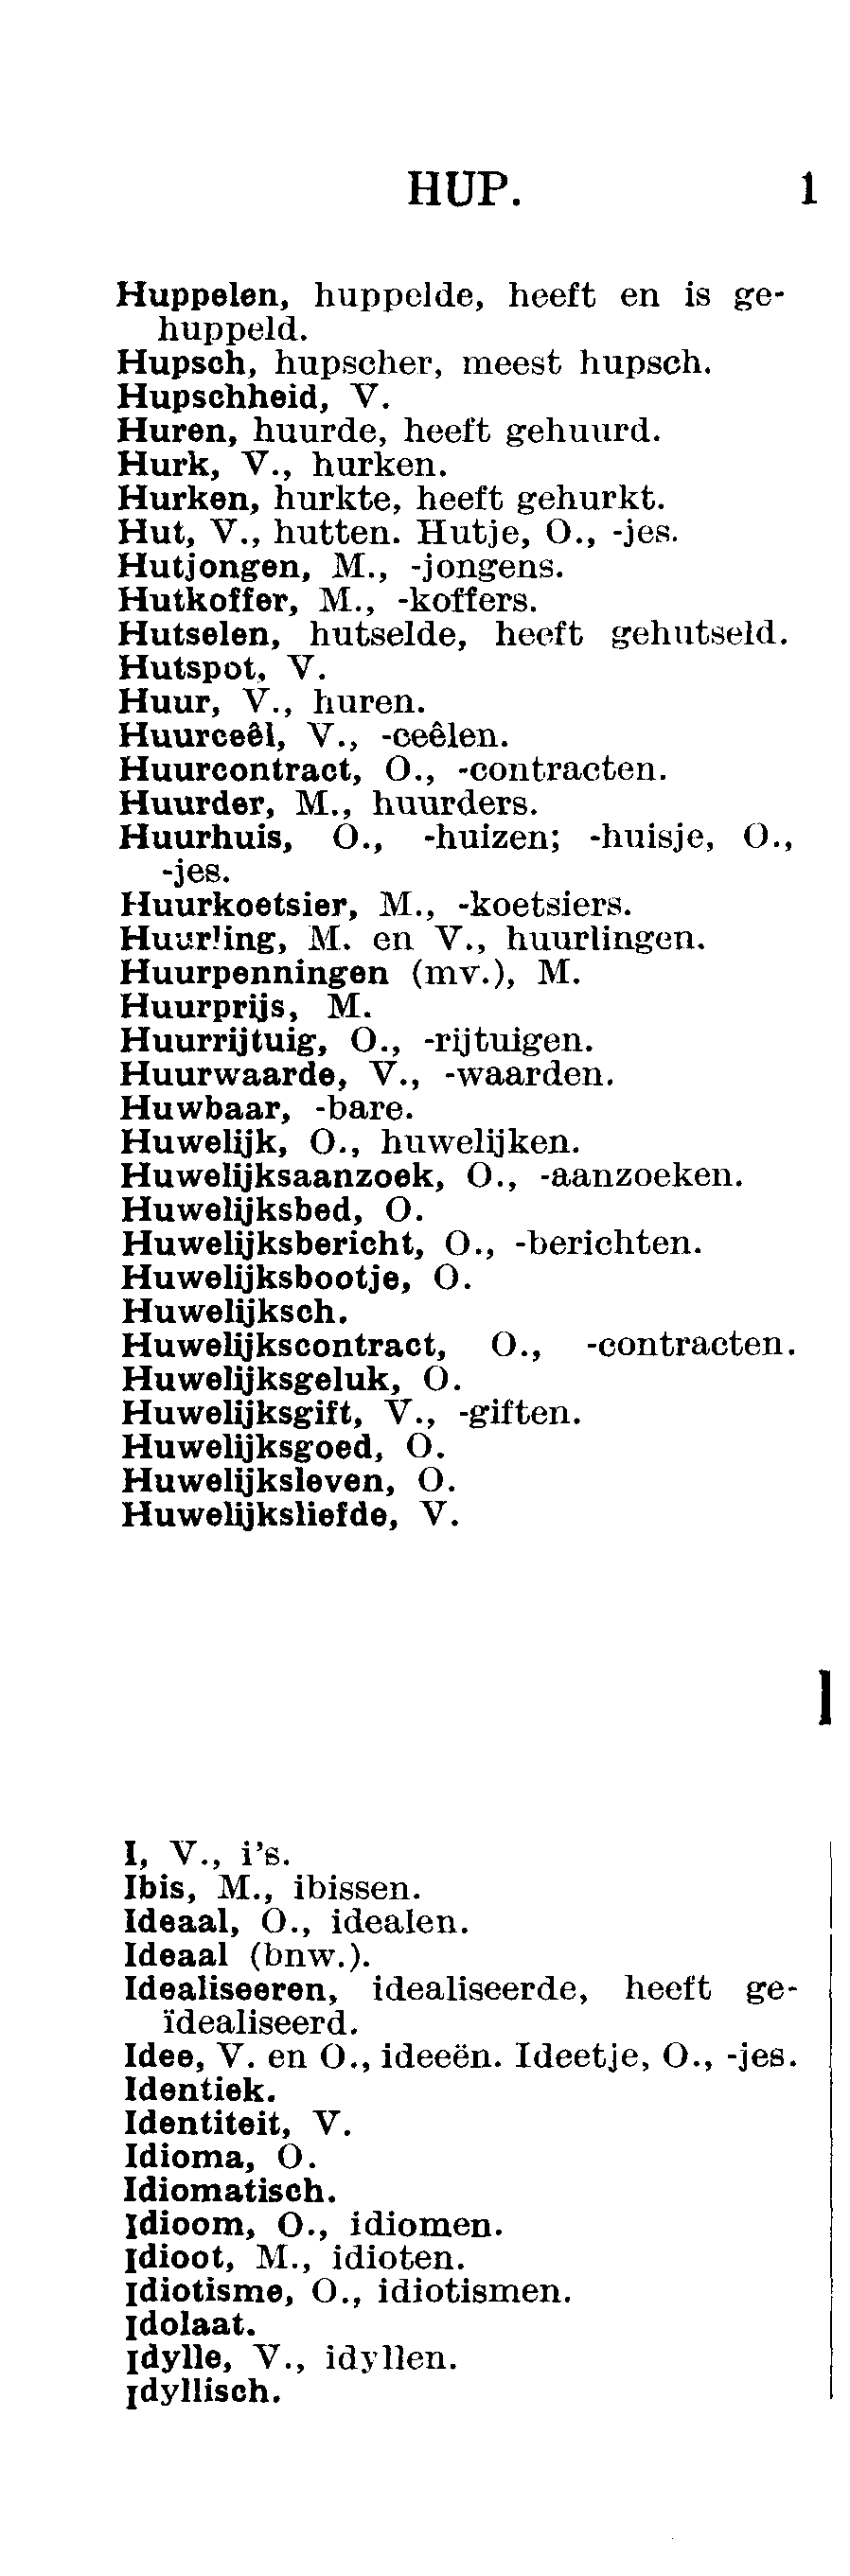 HUP. 1
Huppelen, huppelde, heeft en is ge-
huppeld.
Hupsch, hupscher, meest hupsch.
Hupschheid, V.
Huren, huurde, heeft gehuurd.
Hurk, V., hurken.
Hurken, hurkte, heeft gehurkt.
Hut, V., hutten. Hutje, O., -jes.
Hutjongen, M., -jongens.
Hutkoffer, M., -koffers.
Hutselen, hutselde, heeft gehutseld.
Hutspot, V.
Huur, V., huren.
Huurceêl, V., -ceêlen.
Huurcontract, O., -contracten.
Huurder, M., huurders.
Huurhuis, O., -huizen; -huisje, O.,
-jes.
Huurkoetsier, M., -koetsiers.
Huurling, M. en V., huurlingen.
Huurpenningen (mv.), M.
Huurprijs, M.
Huurrijtuig, O., -rijtuigen.
Huurwaarde, V., -waarden.
Huwbaar, -bare.
Huwelijk, O., huwelijken.
Huwelijksaanzoek, O., -aanzoeken.
Huwelijksbed, O.
Huwelijksbericht, O., -berichten.
Huwelijksbootje, O.
Huwelijksch.
Huwelijkscontract, O., -contracten.
Huwelijksgeluk, O.
Huwelijksgift, V., -giften.
Huwelijksgoed, O.
Huwelijksleven, O.
Huwelijksliefde, V.
I
I, V., i's.
Ibis, M., ibissen.
Ideaal, O., idealen.
Ideaal (bnw.).
Idealiseeren, idealiseerde, heeft ge-
ïdealiseerd.
Idee, V. en O., ideeën. Ideetje, O., -jes.
Identiek.
Identiteit, V.
Idioma, O.
Idiomatisch.
Idioom, O., idiomen.
Idioot, M., idioten.
Idiotisme, O., idiotismen.
Idolaat.
Idylle, V., idyllen.
Idyllisch.